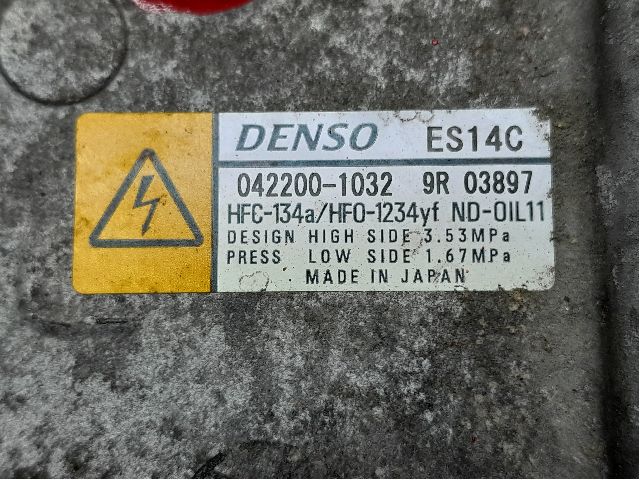 DENSO ES14C
042200-1032 9R 03897
HFC-134a/HFO-1234yf ND-OIL11
DESIGN HIGH SIDE 3.53MPa
PRESS LOW SIDE 1.67MPa
MADE IN JAPAN